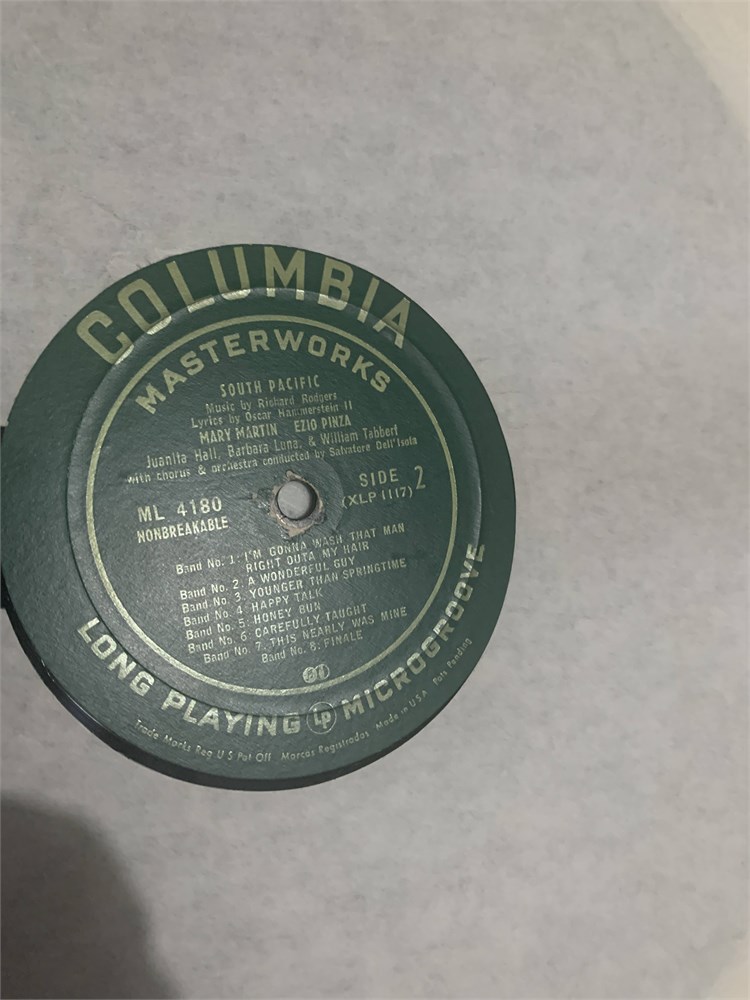 COLUMBIA
MASTERWORKS
SOUTH PACIFIC
Music by Richard Rodgers
Lyrics by Oscar Hammerstein II
MARY MARTIN EZIO PINZA
Juanita Hall, Barbara Luna, & William Tabbert
with chorus & orchestra conducted by Salvatore Dell'Isola
SIDE 2
(XLP 1117)
ML 4180
NONBREAKABLE
Band No. 1. I'M GONNA WASH THAT MAN
RIGHT OUTA MY HAIR
Band No. 2. A WONDERFUL GUY
Band No. 3. YOUNGER THAN SPRINGTIME
Band No. 4. HAPPY TALK
Band No. 5. HONEY BUN
Band No. 6. CAREFULLY TAUGHT
Band No. 7. THIS NEARLY WAS MINE
Band No. 8. FINALE
LONG PLAYING LP MICROGROOVE
Trade Marks Reg U S Pat Off Marcas Registradas Made in U.S.A Pats Pending